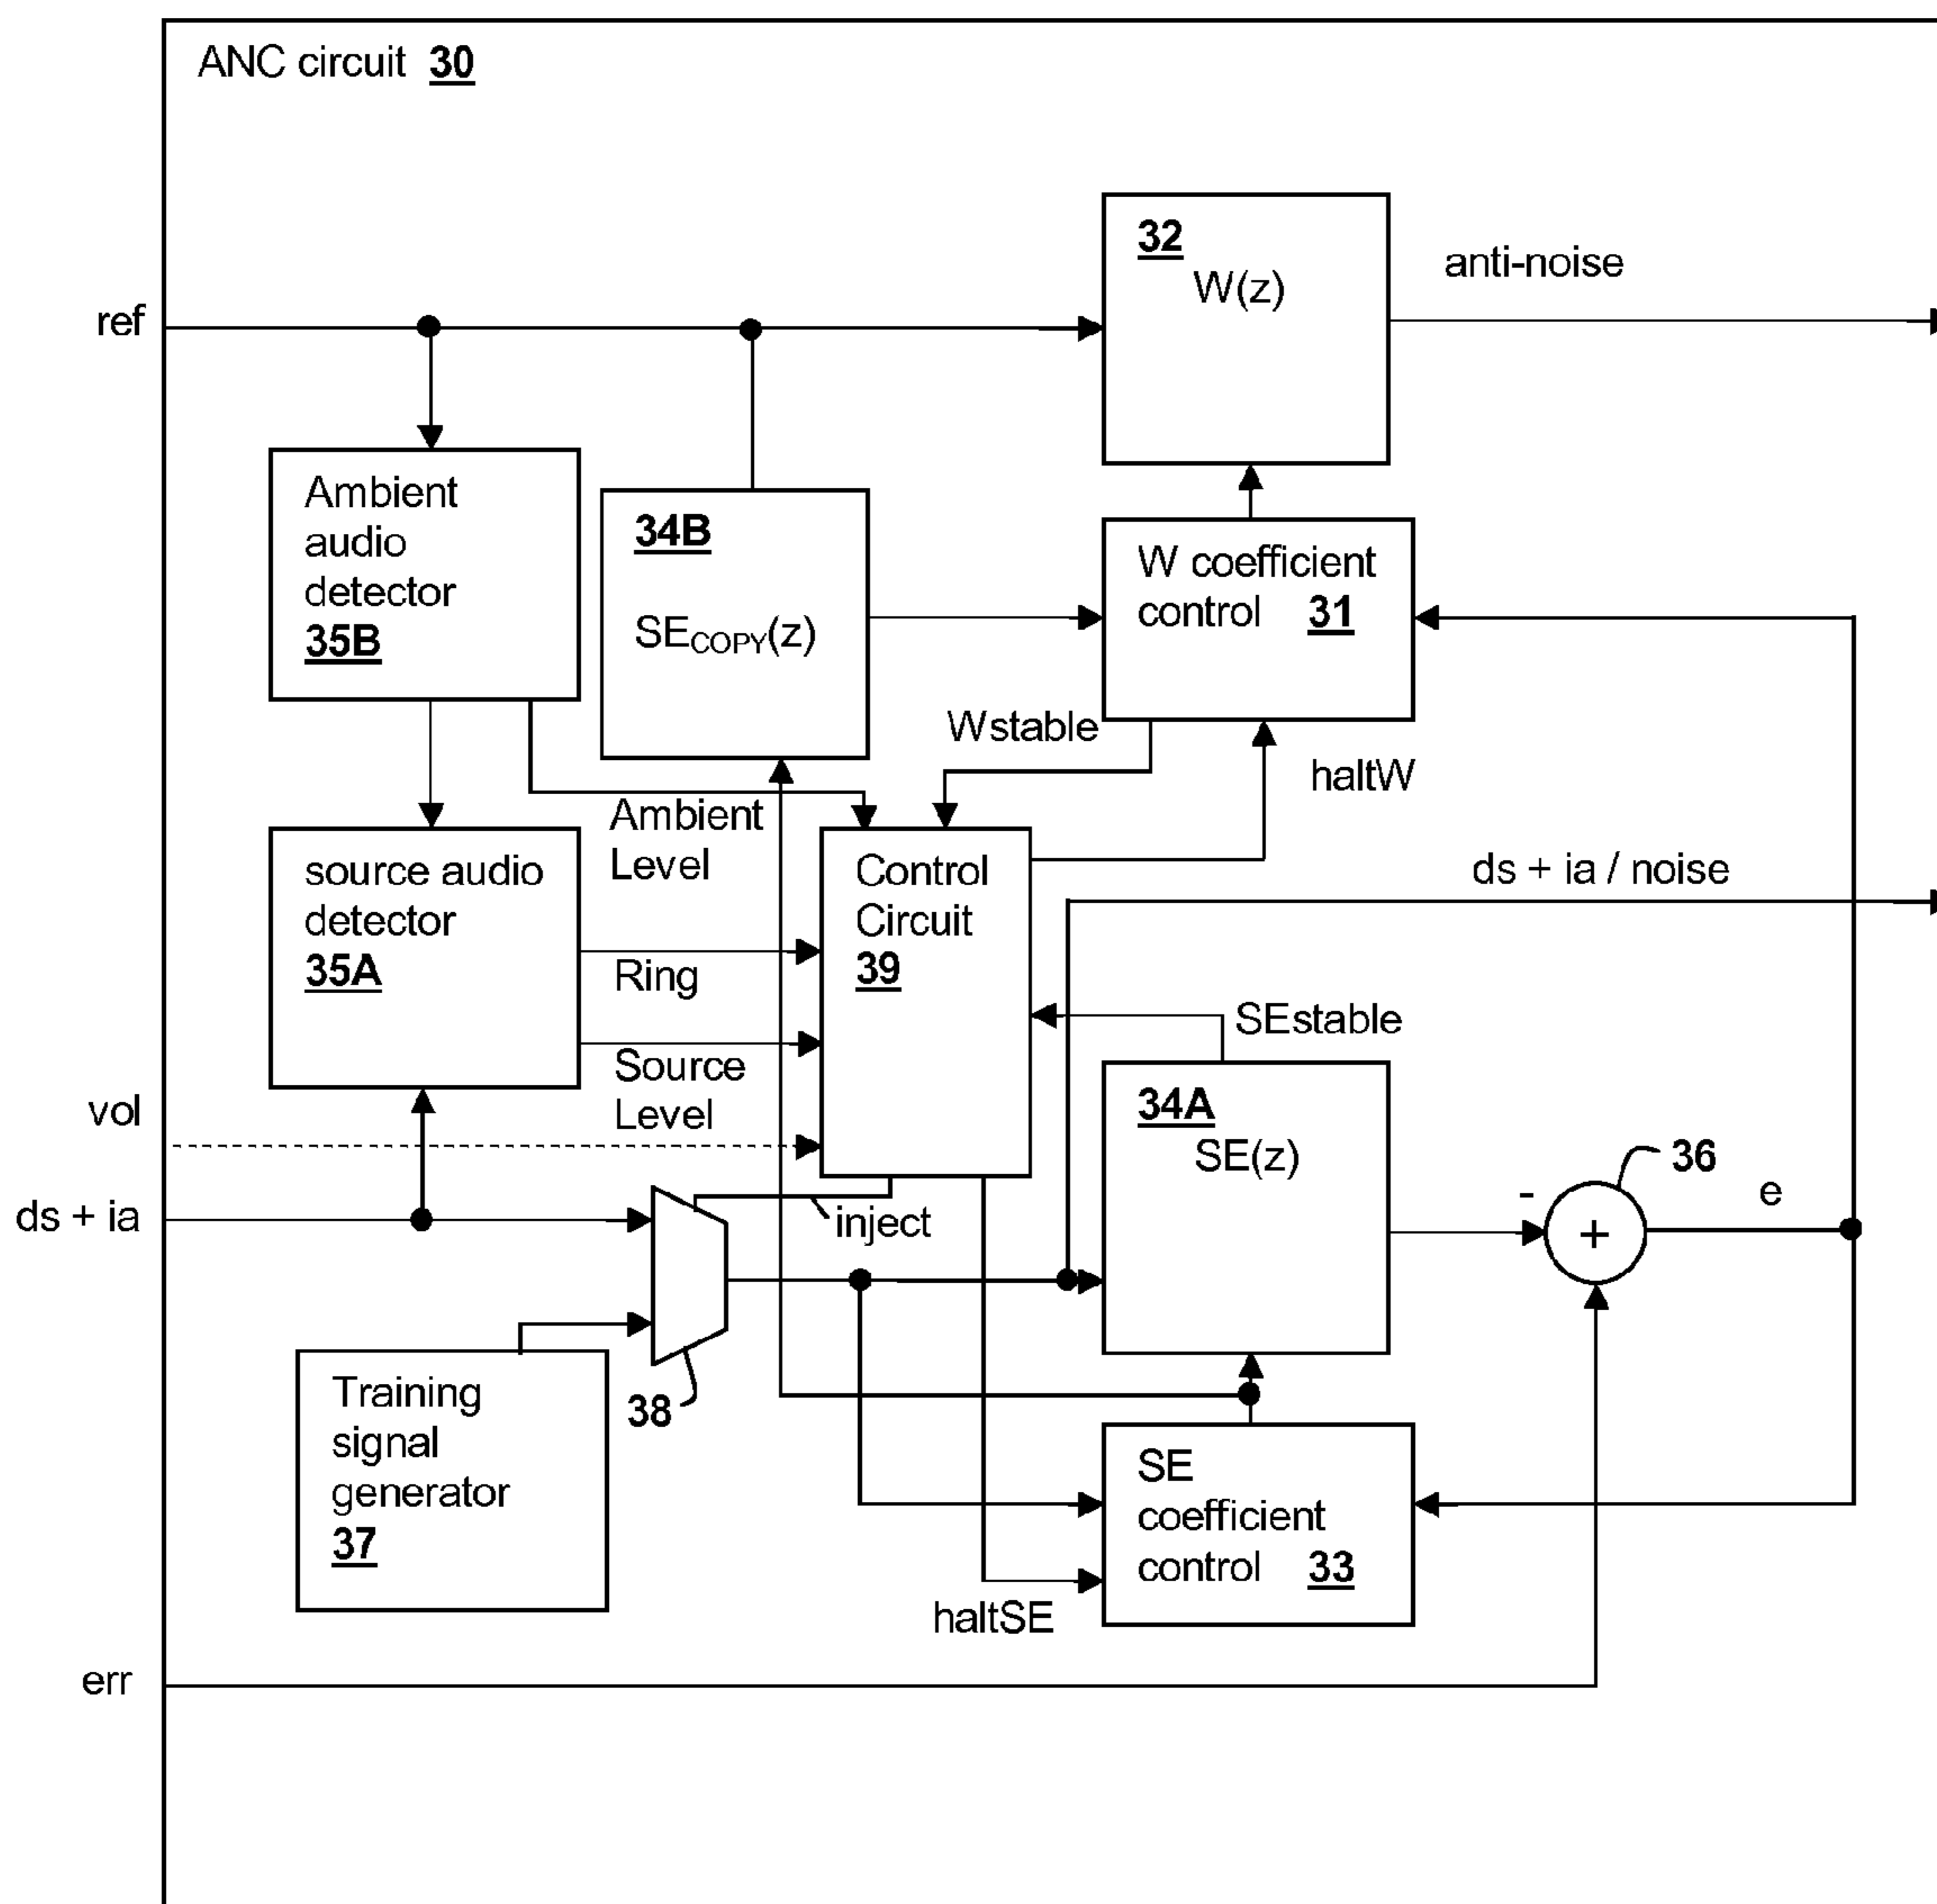 ANC circuit 30
32
W(z)
anti-noise
ref
Ambient
audio
detector
35B
34B
SECOPY(z)
W coefficient
control 31
Wstable
haltW
Ambient
Level
source audio
detector
35A
Control
Circuit
39
ds + ia / noise
Ring
SEstable
Source
Level
vol
34A
SE(z)
36
-
+
e
ds + ia
inject
38
Training
signal
generator
37
SE
coefficient
control 33
haltSE
err